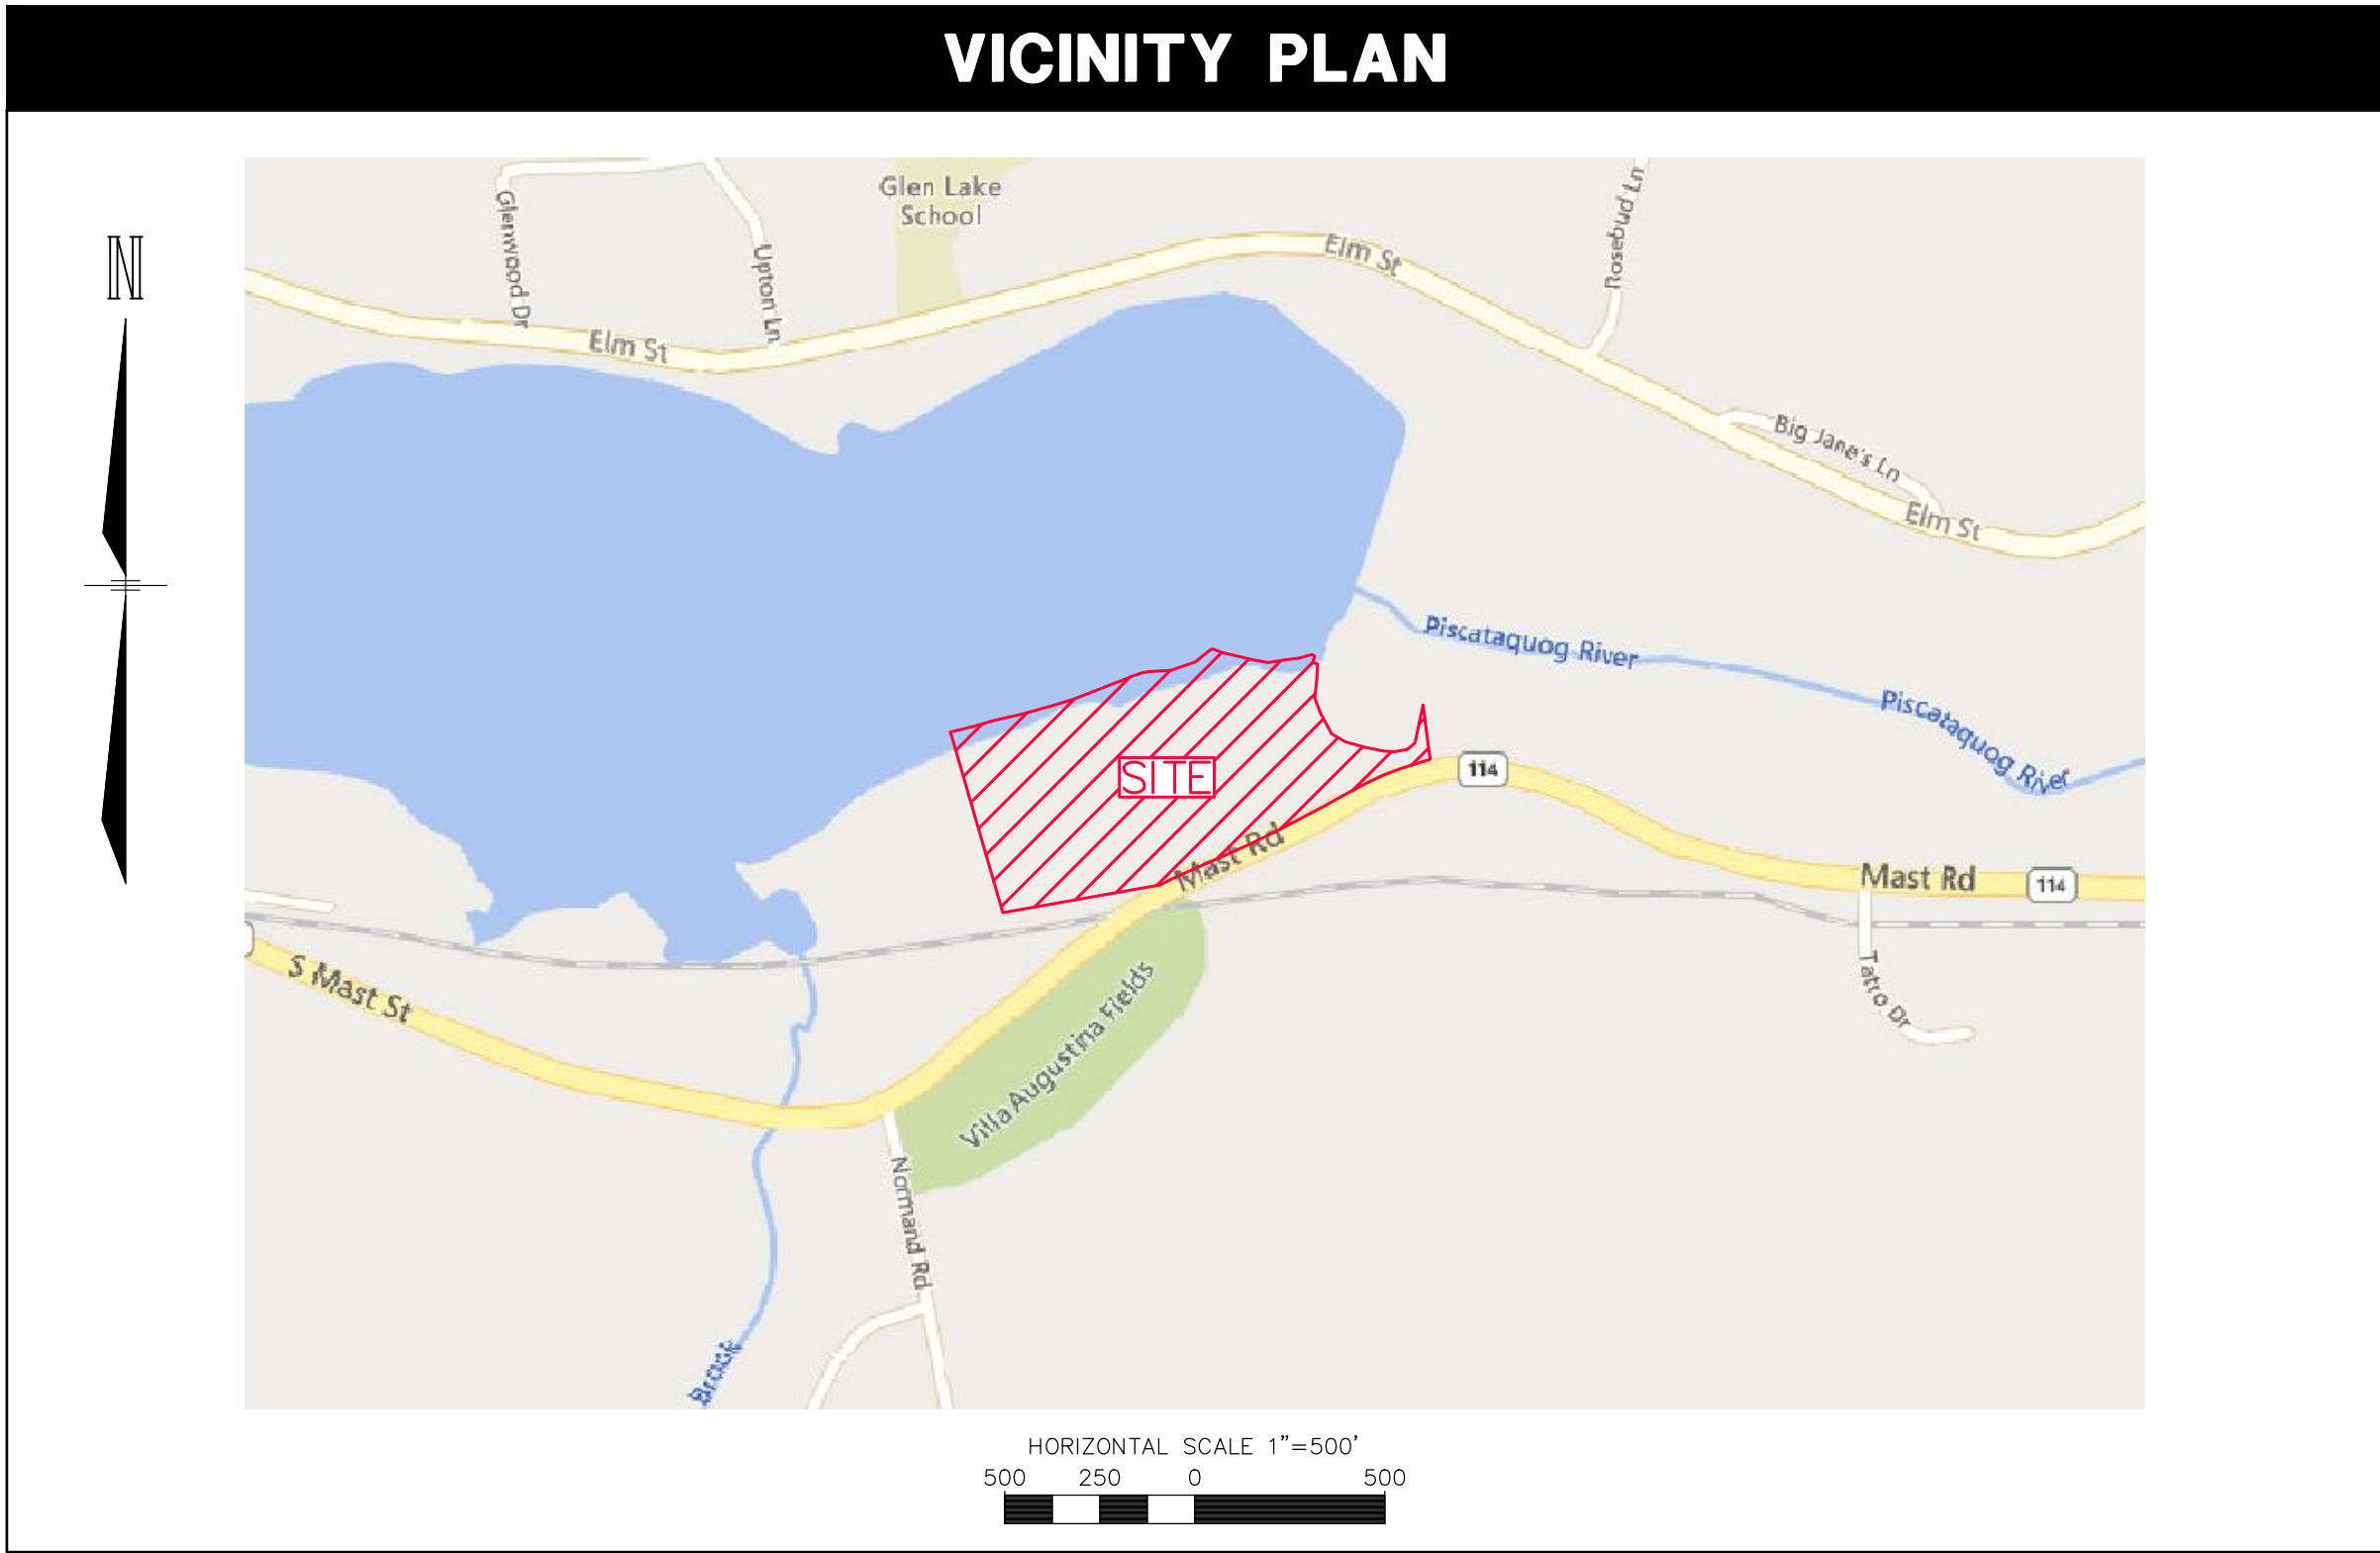 VICINITY PLAN
N
Glen Lake
School
Glenwood Dr
Upton Ln
Elm St
Elm St
Rosebud Ln
Big Jane's Ln
Elm St
Piscataquog River
Piscataquog River
SITE
114
Mast Rd
Mast Rd
114
S Mast St
Villa Augustina Fields
Tatro Dr
Normand Rd
Brook
HORIZONTAL SCALE 1"=500'
500 250 0 500